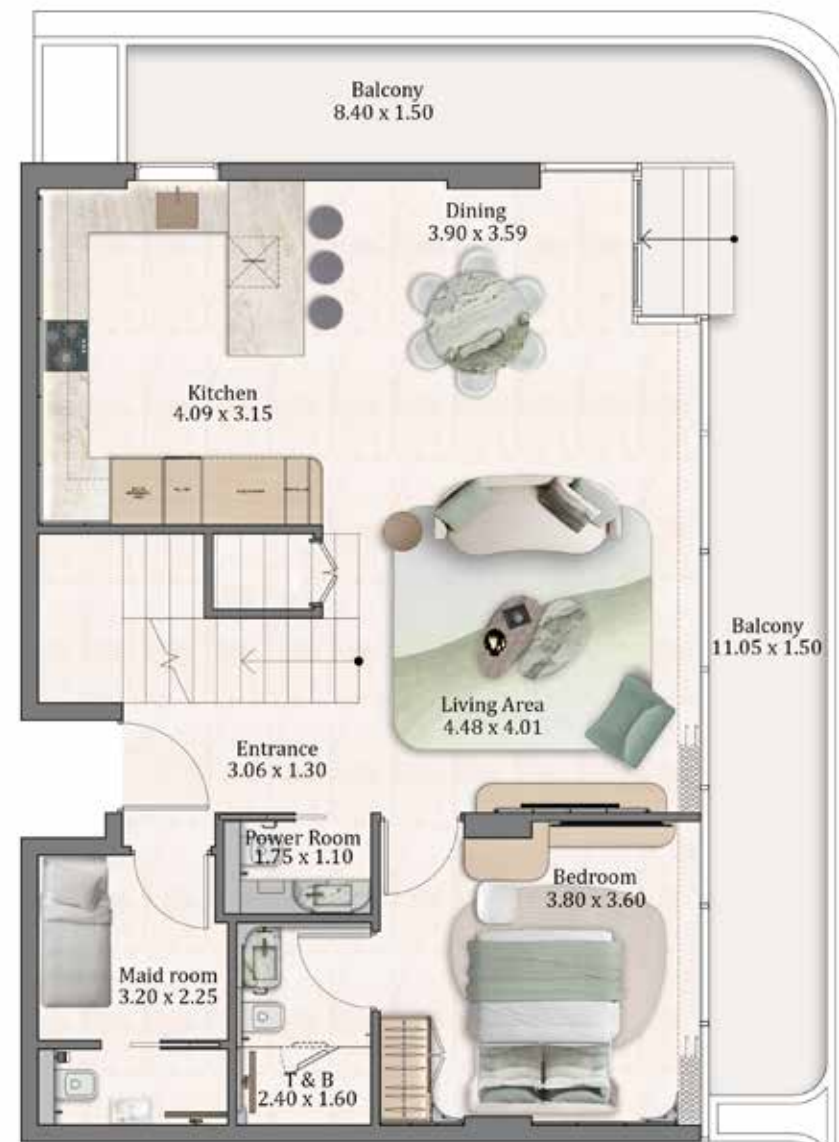 Balcony
8.40 x 1.50
Dining
3.90 x 3.59
Kitchen
4.09 x 3.15
Balcony
11.05 x 1.50
Living Area
4.48 x 4.01
Entrance
3.06 x 1.30
Power Room
1.75 x 1.10
Bedroom
3.80 x 3.60
Maid room
3.20 x 2.25
T & B
2.40 x 1.60